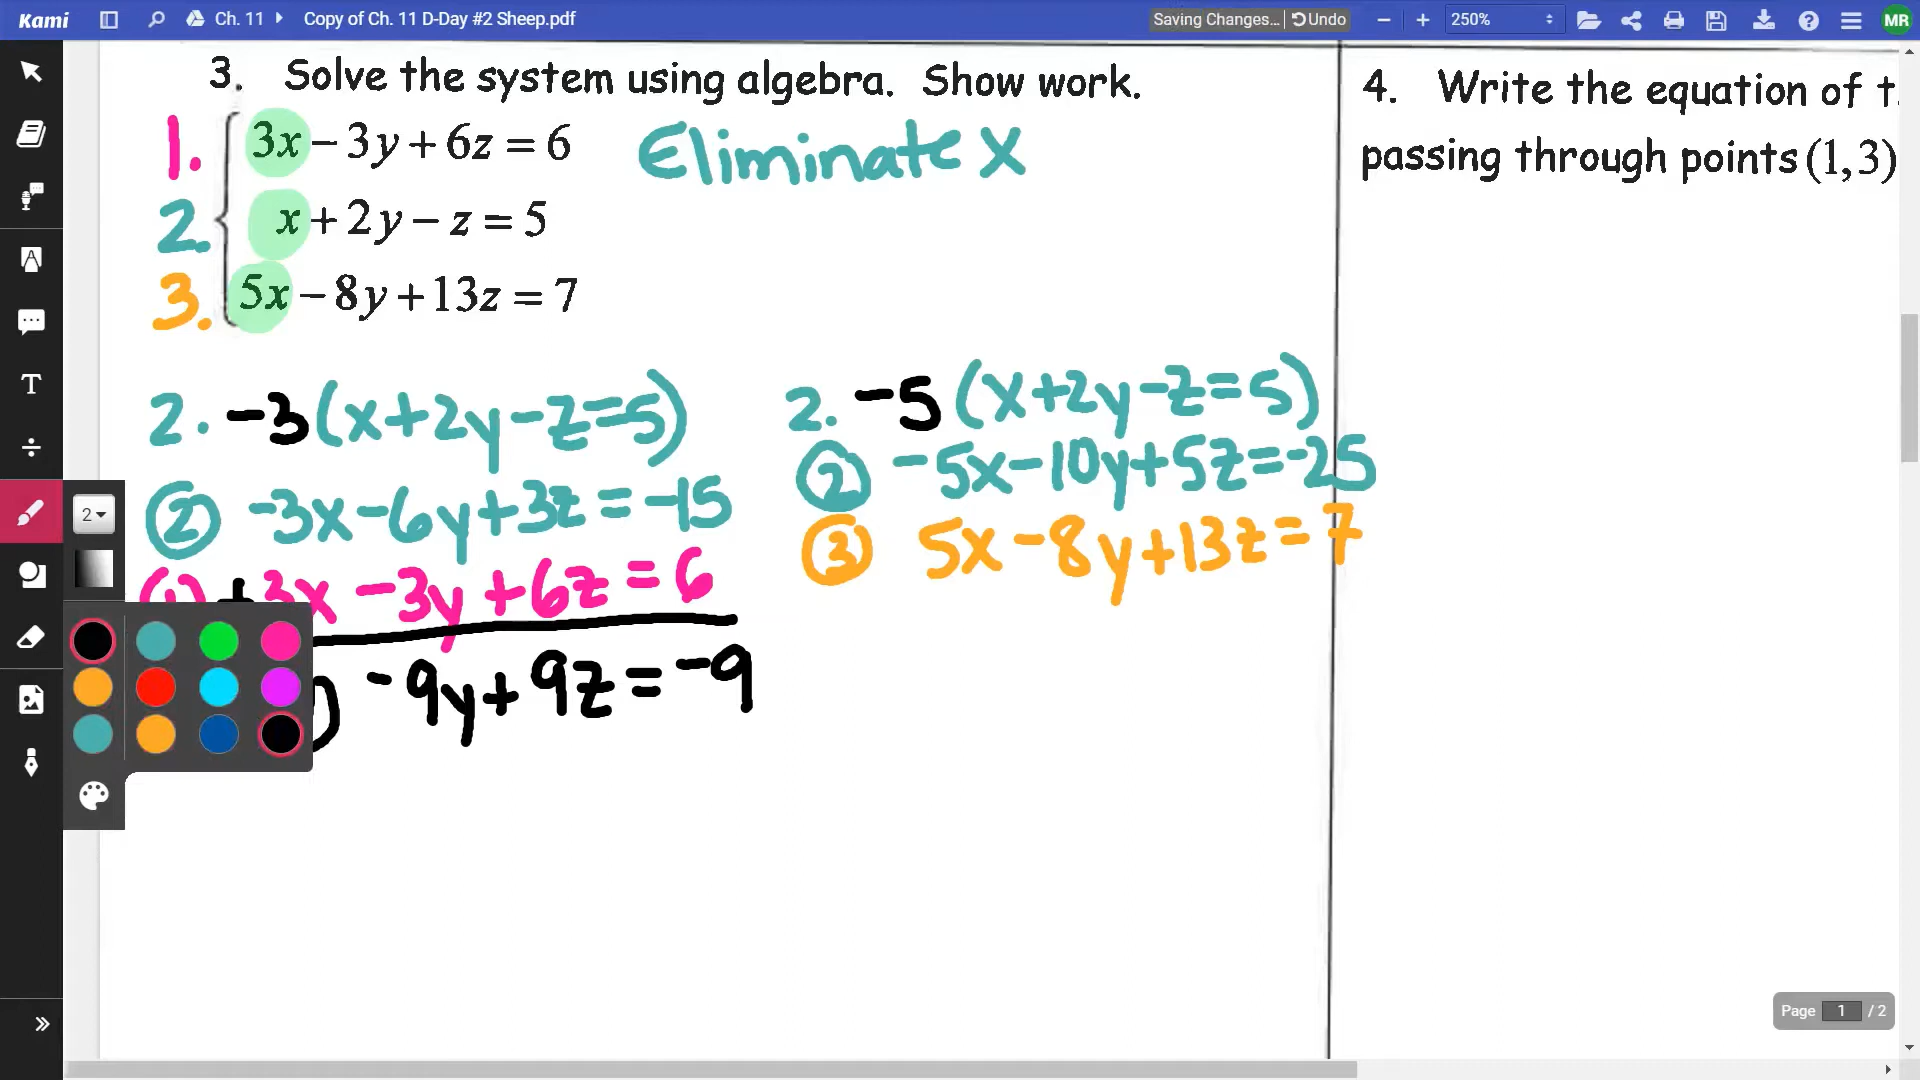 Kami Ch. 11 Copy of Ch. 11 D-Day #2 Sheep.pdf Saving Changes... Undo 250% MR
3. Solve the system using algebra. Show work.
1. 3x − 3y + 6z = 6 Eliminate x
2. x + 2y − z = 5
3. 5x − 8y + 13z = 7
4. Write the equation of t
passing through points (1,3)
2. -3(x+2y-z=5)
② -3x-6y+3z=-15
① +3x -3y+6z=6
-9y+9z=-9
2. -5(x+2y-z=5)
② -5x-10y+5z=-25
③ 5x-8y+13z=7
2
Page 1 / 2